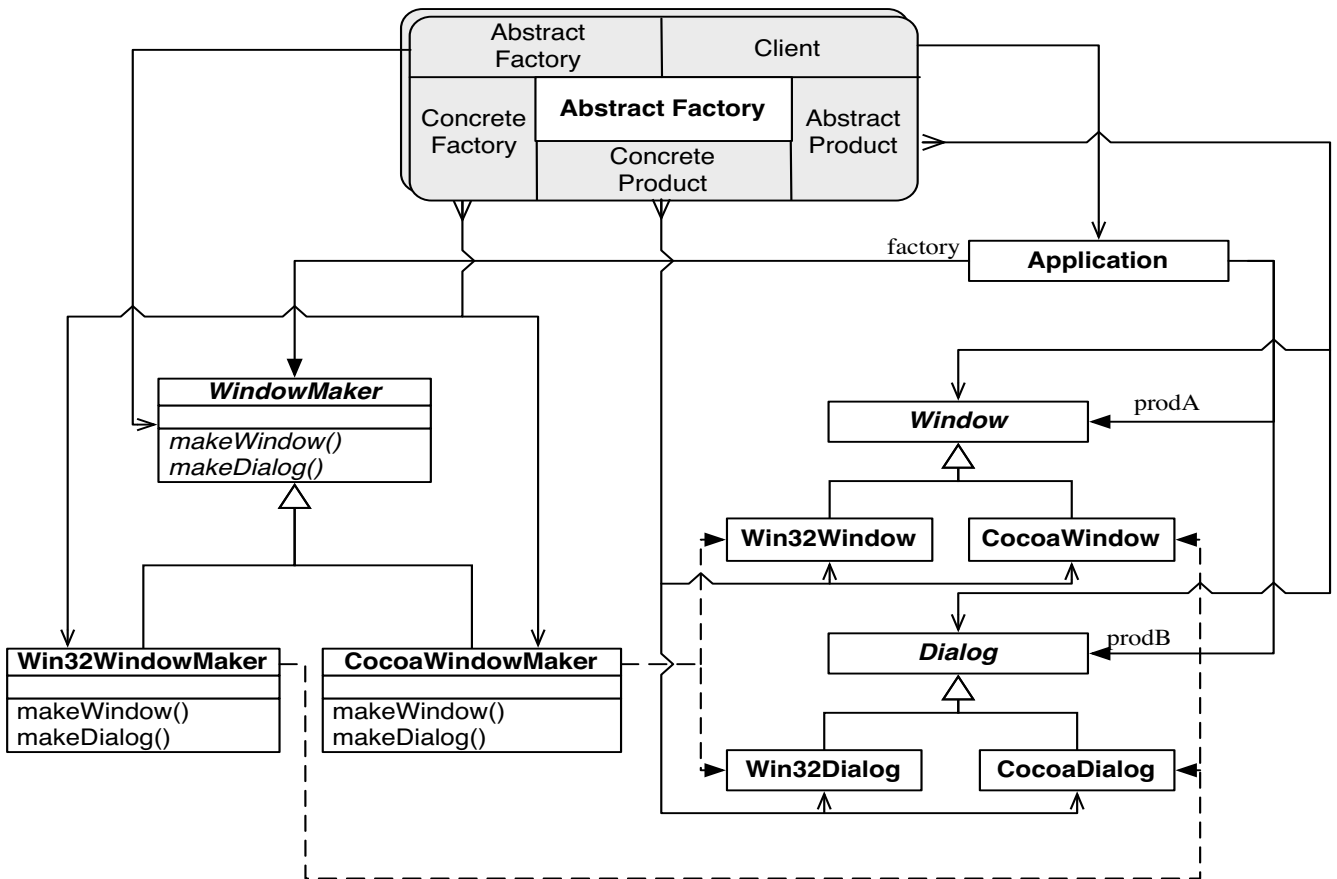 Abstract
Factory
Client
Concrete
Factory
Abstract Factory
Abstract
Product
Concrete
Product
factory
Application
WindowMaker
makeWindow()
makeDialog()
Window
prodA
Win32Window
CocoaWindow
Dialog
prodB
Win32WindowMaker
makeWindow()
makeDialog()
CocoaWindowMaker
makeWindow()
makeDialog()
Win32Dialog
CocoaDialog